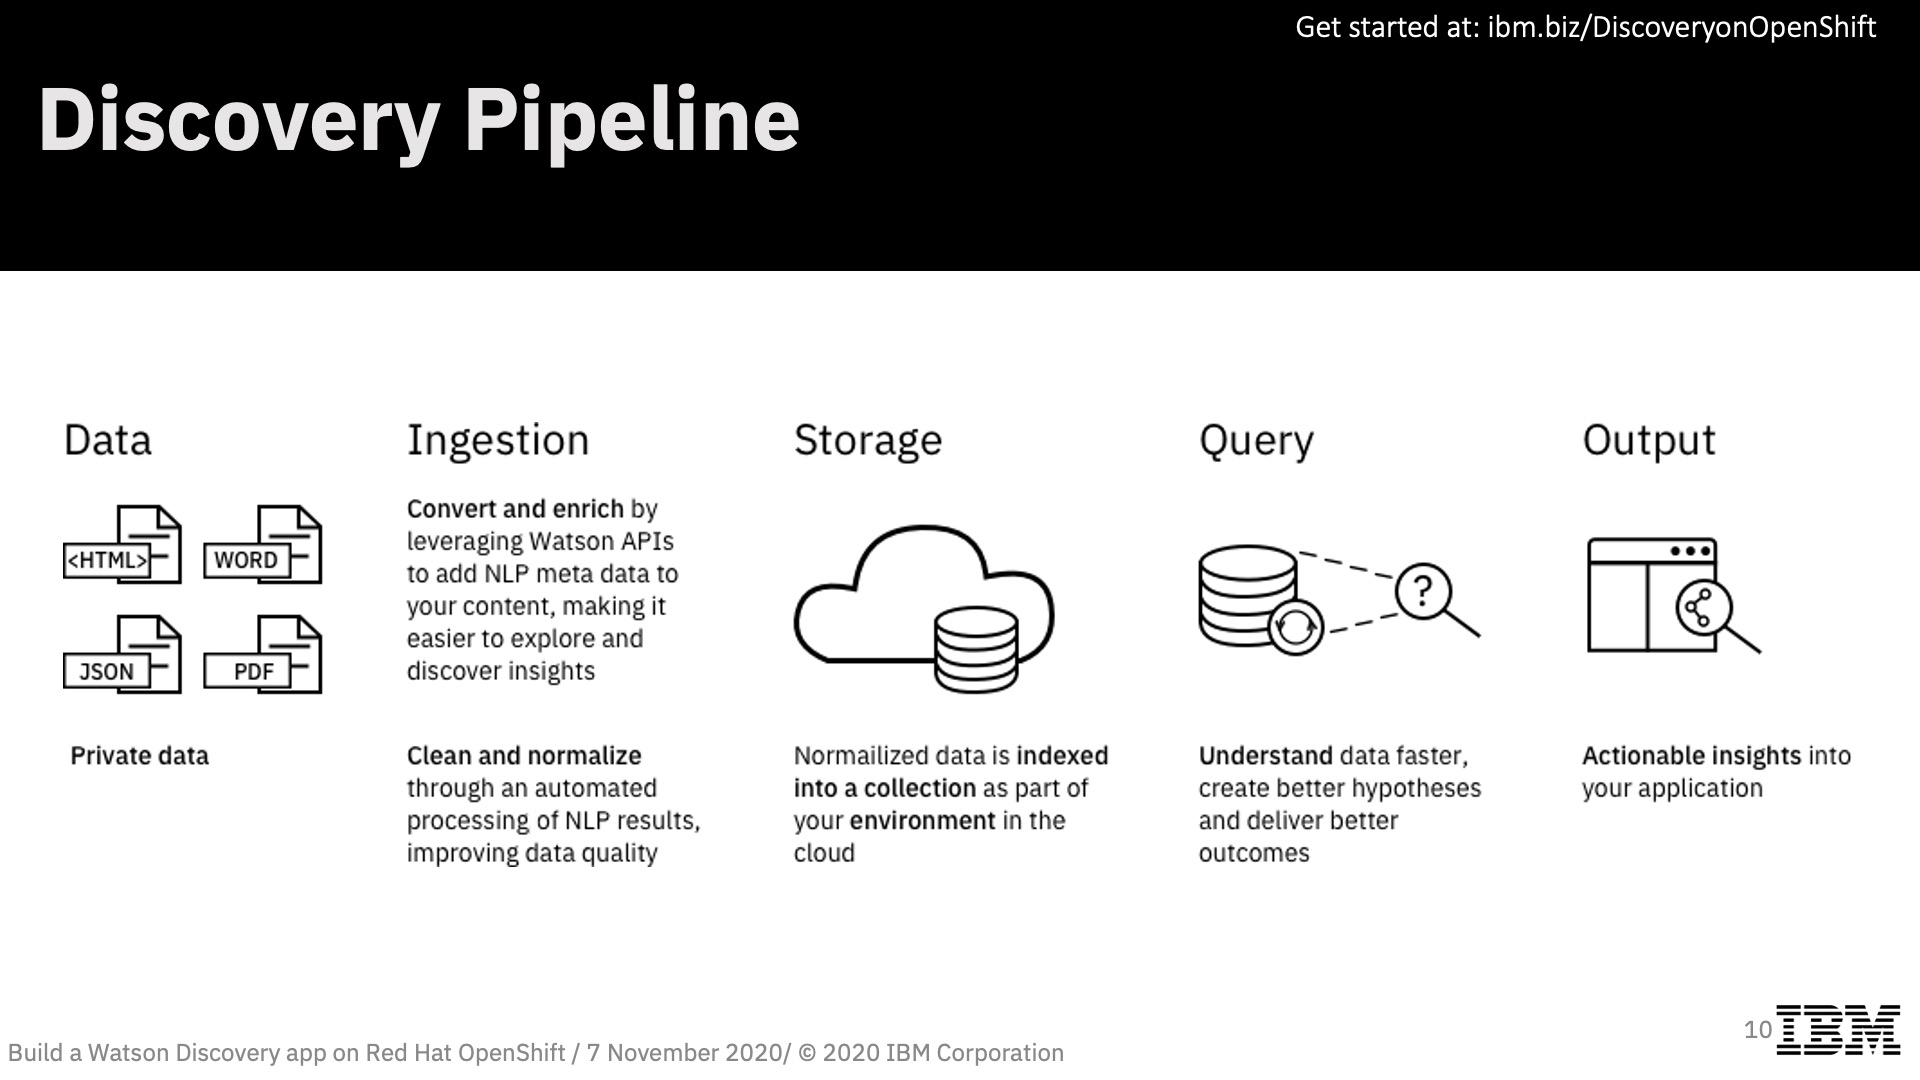 Get started at: ibm.biz/DiscoveryonOpenShift
Discovery Pipeline
Data
<HTML>
WORD
JSON
PDF
Private data
Ingestion
Convert and enrich by
leveraging Watson APIs
to add NLP meta data to
your content, making it
easier to explore and
discover insights
Clean and normalize
through an automated
processing of NLP results,
improving data quality
Storage
Normailized data is indexed
into a collection as part of
your environment in the
cloud
Query
?
Understand data faster,
create better hypotheses
and deliver better
outcomes
Output
Actionable insights into
your application
Build a Watson Discovery app on Red Hat OpenShift / 7 November 2020/ © 2020 IBM Corporation
10
IBM